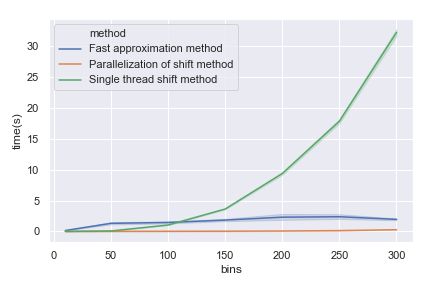 method
Fast approximation method
Parallelization of shift method
Single thread shift method
30
25
20
15
10
5
0
time(s)
0 50 100 150 200 250 300
bins